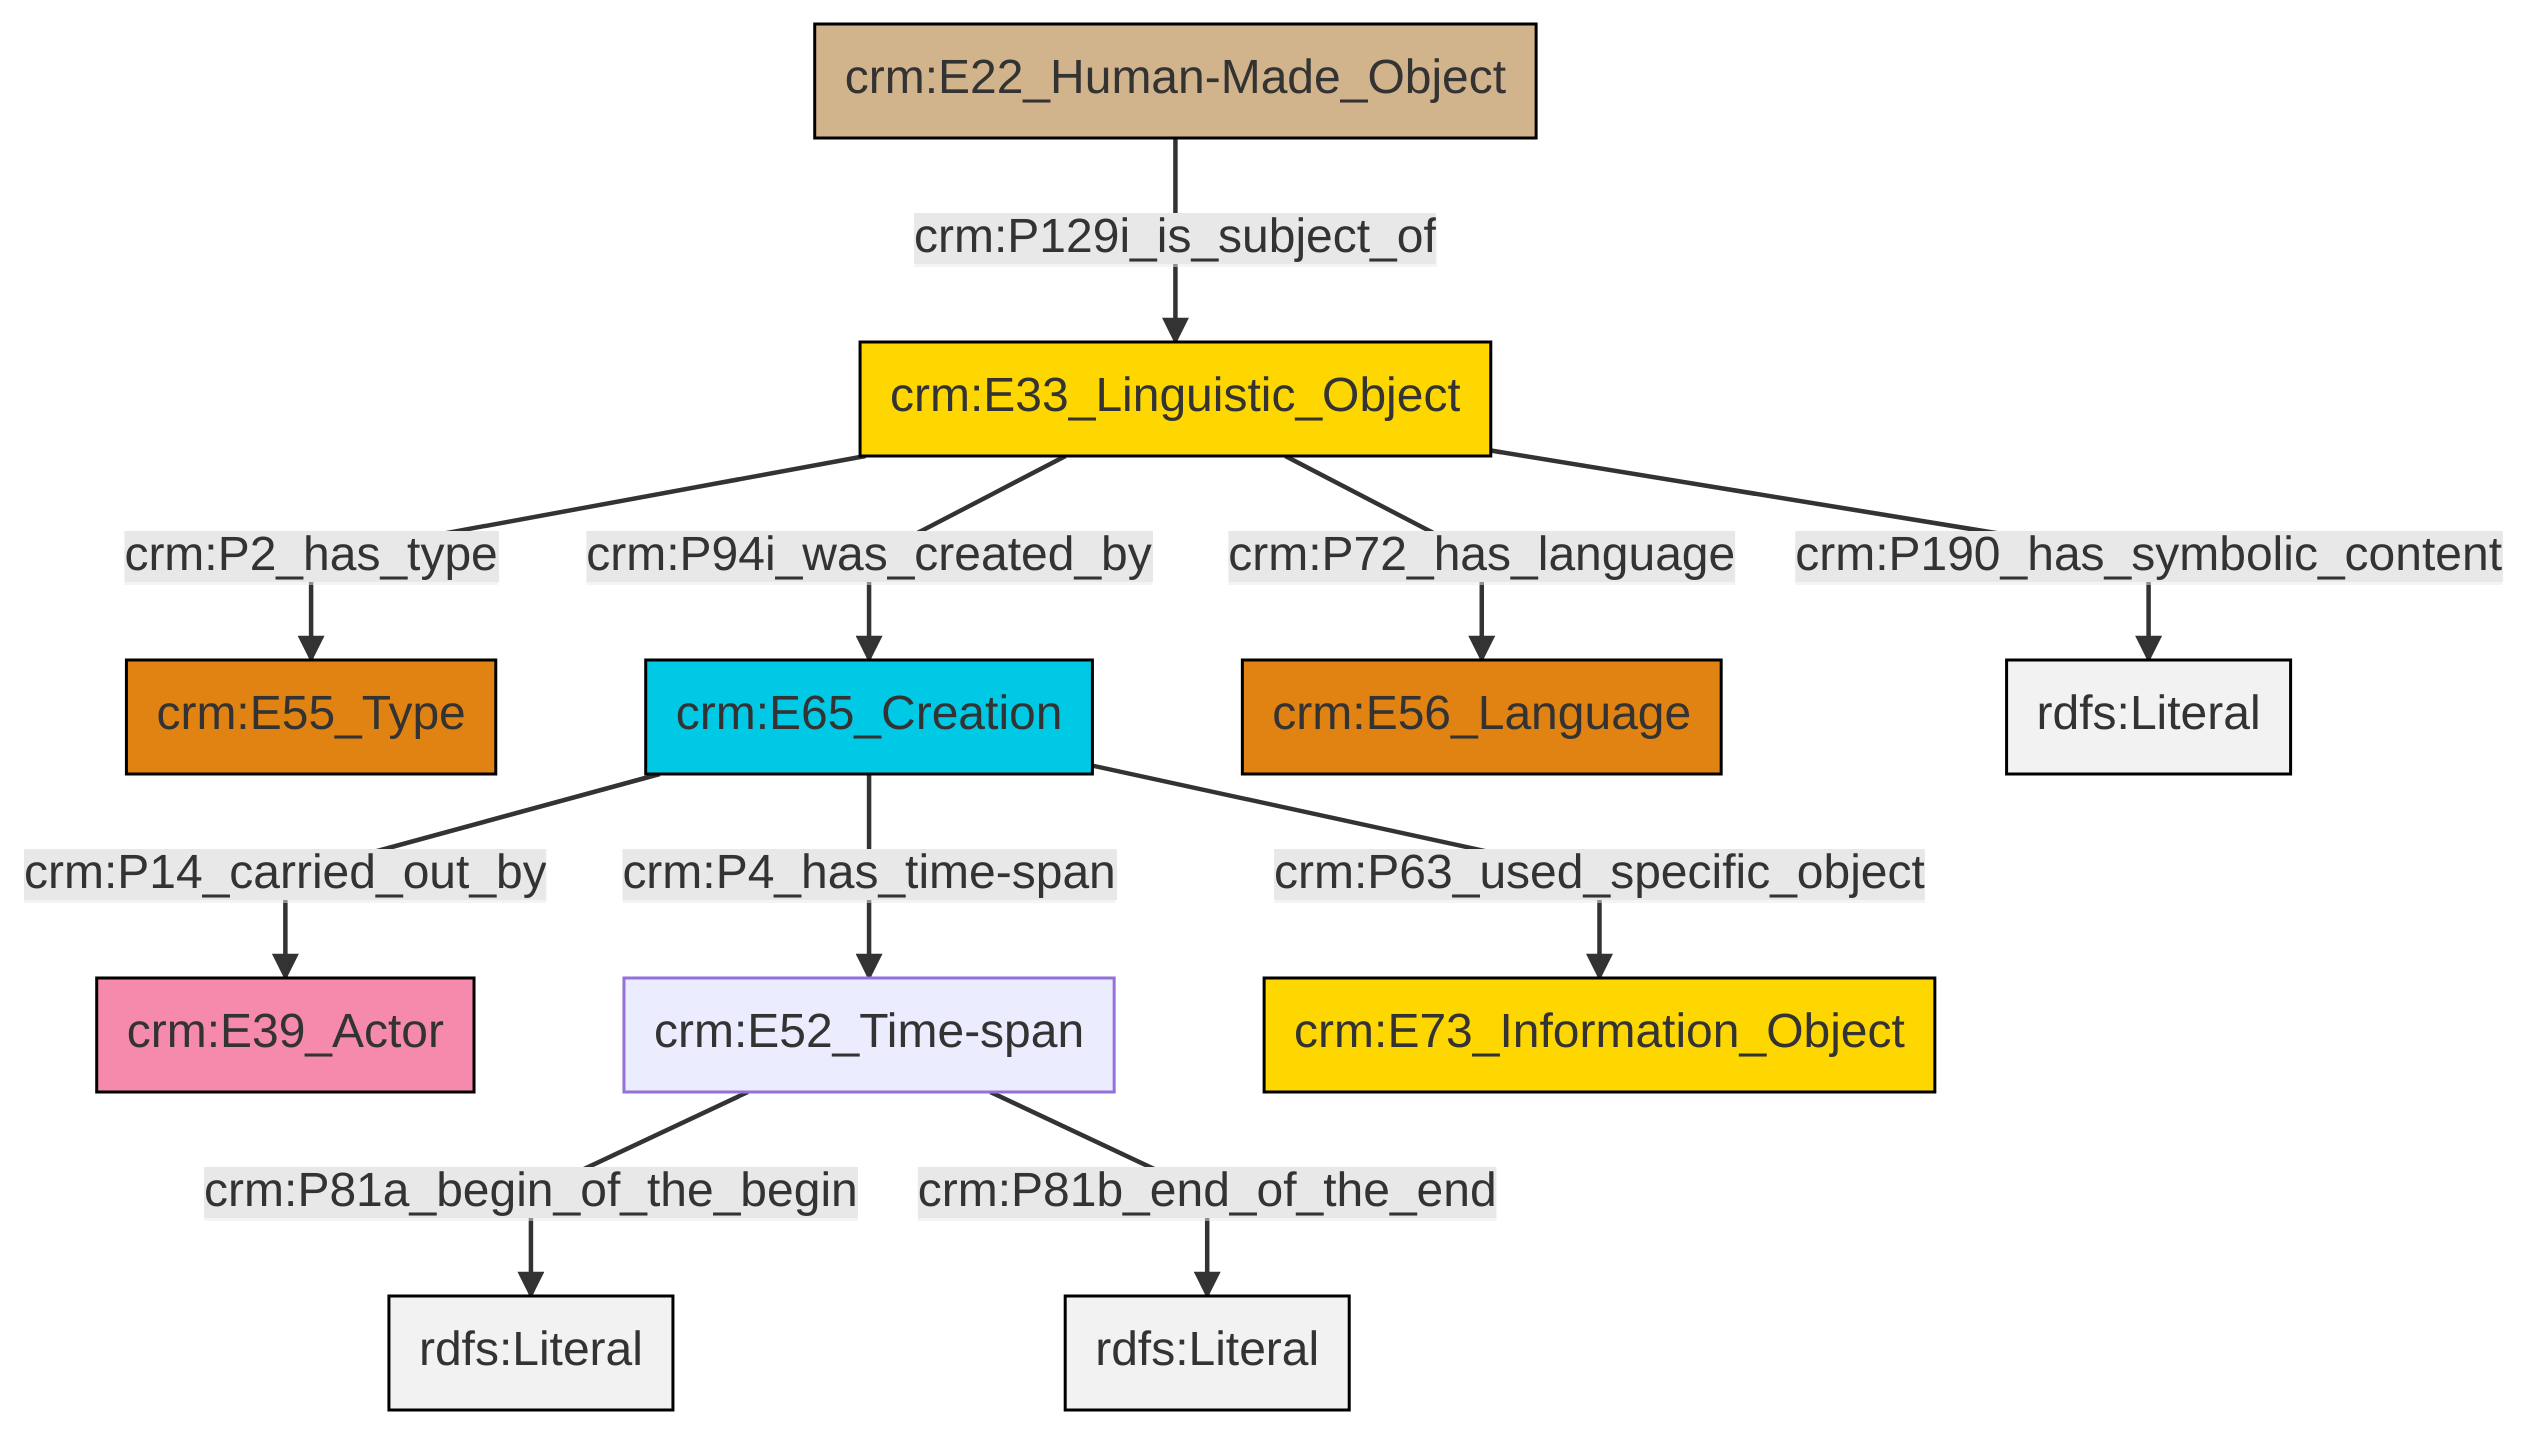 crm:E22_Human-Made_Object
crm:P129i_is_subject_of
crm:E33_Linguistic_Object
crm:P2_has_type
crm:P94i_was_created_by
crm:P72_has_language
crm:P190_has_symbolic_content
crm:E55_Type
crm:E65_Creation
crm:E56_Language
rdfs:Literal
crm:P14_carried_out_by
crm:P4_has_time-span
crm:P63_used_specific_object
crm:E39_Actor
crm:E52_Time-span
crm:E73_Information_Object
crm:P81a_begin_of_the_begin
crm:P81b_end_of_the_end
rdfs:Literal
rdfs:Literal